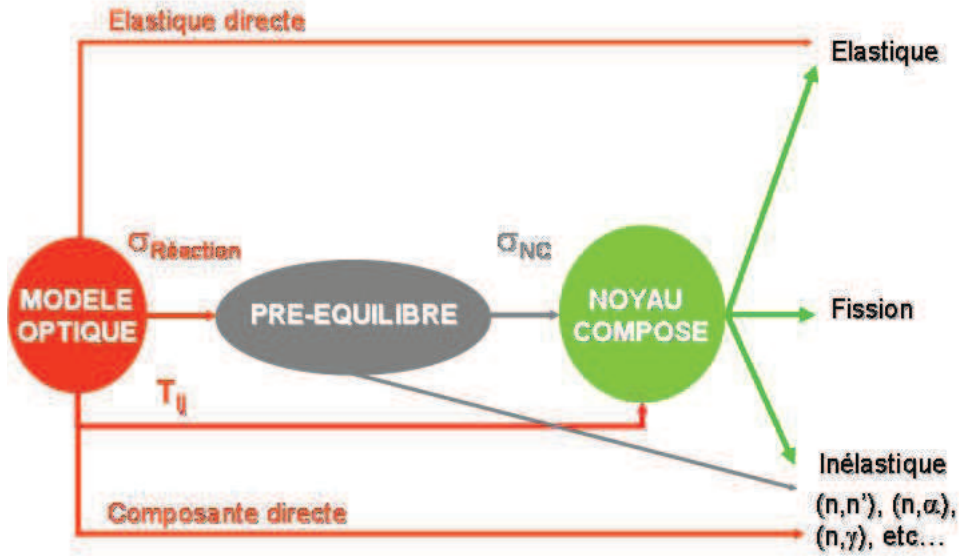 Elastique directe
Elastique
σRéaction
σNC
MODELE
OPTIQUE
PRE-EQUILIBRE
NOYAU
COMPOSE
Fission
Tlj
Inélastique
(n,n'), (n,α),
(n,γ), etc...
Composante directe